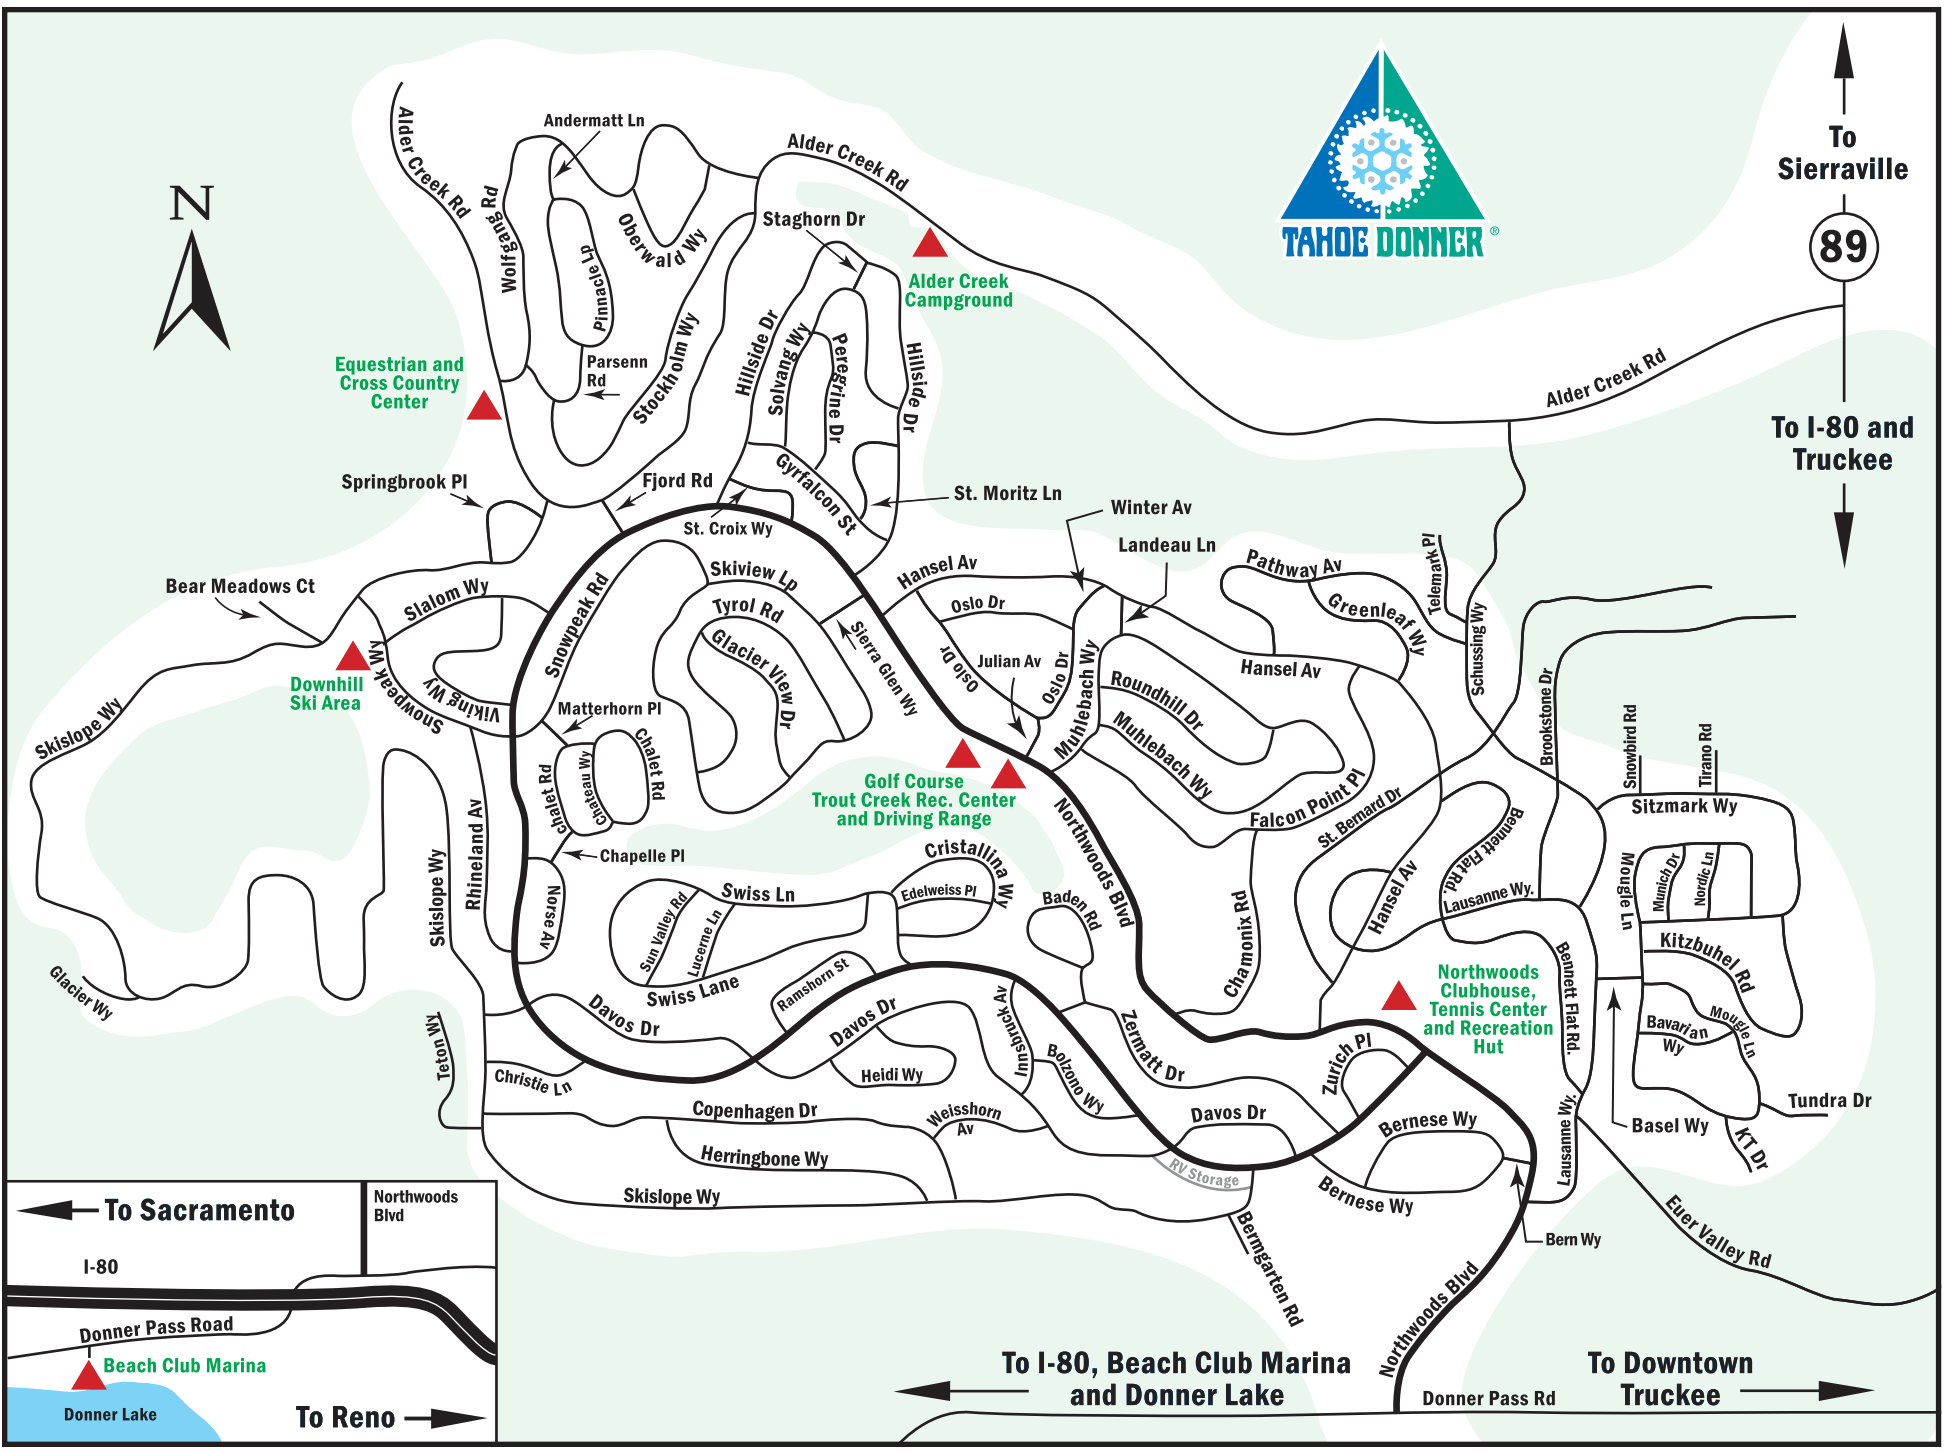 Andermatt Ln
Alder Creek Rd
Alder Creek Rd
To
Sierraville
89
N
Wolfgang Rd
Oberwald Wy
Pinnacle Lp
Staghorn Dr
TAHOE DONNER®
Alder Creek
Campground
Equestrian and
Cross Country
Center
Parsenn
Rd
Stockholm Wy
Hillside Dr
Solvang Wy
Peregrine Dr
Hillside Dr
Alder Creek Rd
To I-80 and
Truckee
Springbrook Pl
Fjord Rd
Gyrfalcon St
St. Moritz Ln
St. Croix Wy
Winter Av
Landeau Ln
Bear Meadows Ct
Slalom Wy
Snowpeak Rd
Skiview Lp
Tyrol Rd
Glacier View Dr
Sierra Glen Wy
Hansel Av
Oslo Dr
Oslo Dr
Oslo Dr
Julian Av
Muhlebach Wy
Pathway Av
Greenleaf Wy
Telemark Pl
Schussing Wy
Hansel Av
Roundhill Dr
Muhlebach Wy
Brookstone Dr
Snowbird Rd
Tirano Rd
Sitzmark Wy
Downhill
Ski Area
Snowpeak Wy
Viking Wy
Skislope Wy
Matterhorn Pl
Chalet Rd
Chateau Wy
Chalet Rd
Chapelle Pl
Golf Course
Trout Creek Rec. Center
and Driving Range
Northwoods Blvd
Falcon Point Pl
St. Bernard Dr
Bennett Flat Rd.
Hansel Av
Lausanne Wy.
Mougle Ln
Munich Dr
Nordic Ln
Kitzbuhel Rd
Rhineland Av
Skislope Wy
Norse Av
Swiss Ln
Sun Valley Rd
Lucerne Ln
Swiss Lane
Cristallina Wy
Edelweiss Pl
Baden Rd
Chamonix Rd
Ramshorn St
Glacier Wy
Davos Dr
Davos Dr
Innsbruck Av
Zermatt Dr
Northwoods
Clubhouse,
Tennis Center
and Recreation
Hut
Bennett Flat Rd.
Mougle Ln
Bavarian
Wy
Teton Wy
Christie Ln
Heidi Wy
Bolzono Wy
Zurich Pl
Tundra Dr
Copenhagen Dr
Weisshorn
Av
Davos Dr
Bernese Wy
Lausanne Wy.
Basel Wy
KT Dr
Herringbone Wy
RV Storage
Skislope Wy
Bernese Wy
Bern Wy
Bermgarten Rd
Euer Valley Rd
Northwoods Blvd
To Sacramento
Northwoods
Blvd
I-80
Donner Pass Road
Beach Club Marina
Donner Lake
To Reno
To I-80, Beach Club Marina
and Donner Lake
Donner Pass Rd
To Downtown
Truckee